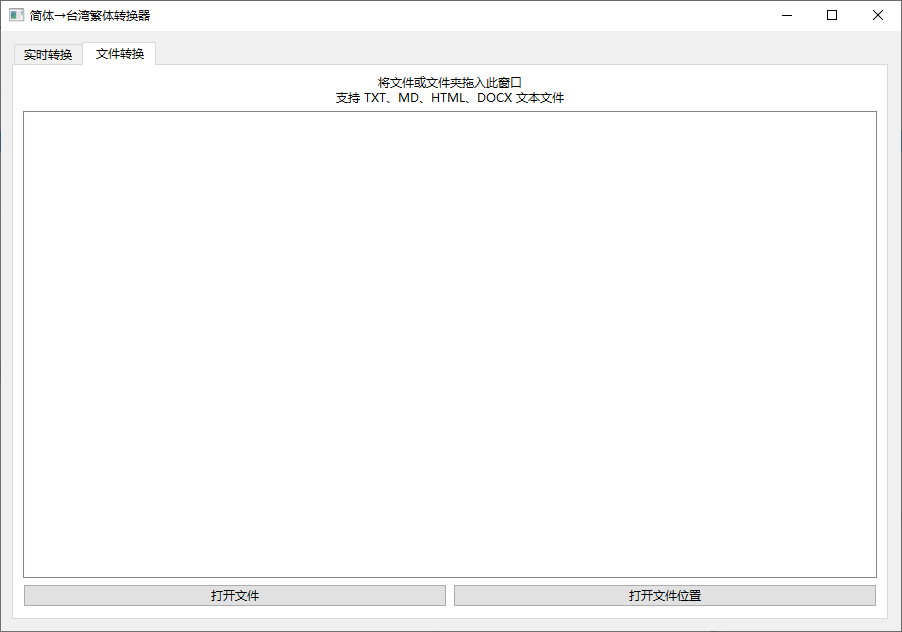 简体→台湾繁体转换器
实时转换
文件转换
将文件或文件夹拖入此窗口
支持 TXT、MD、HTML、DOCX 文本文件
打开文件
打开文件位置